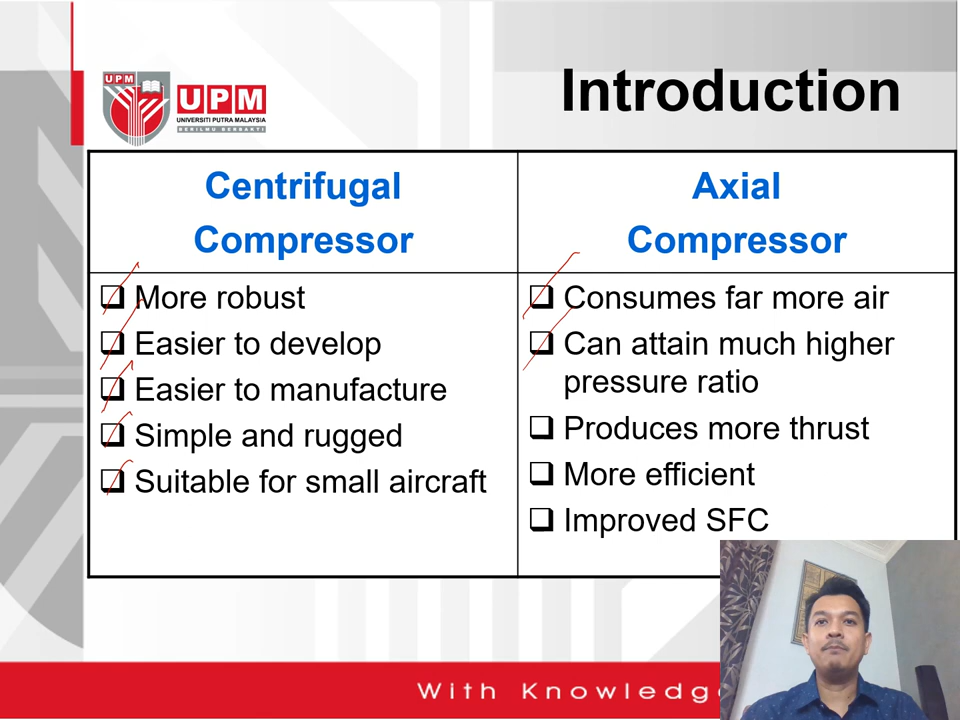 UPM
UPM
UNIVERSITI PUTRA MALAYSIA
BERILMU BERBAKTI
Introduction
Centrifugal
Compressor
Axial
Compressor
More robust
Easier to develop
Easier to manufacture
Simple and rugged
Suitable for small aircraft
Consumes far more air
Can attain much higher
pressure ratio
Produces more thrust
More efficient
Improved SFC
With Knowledge